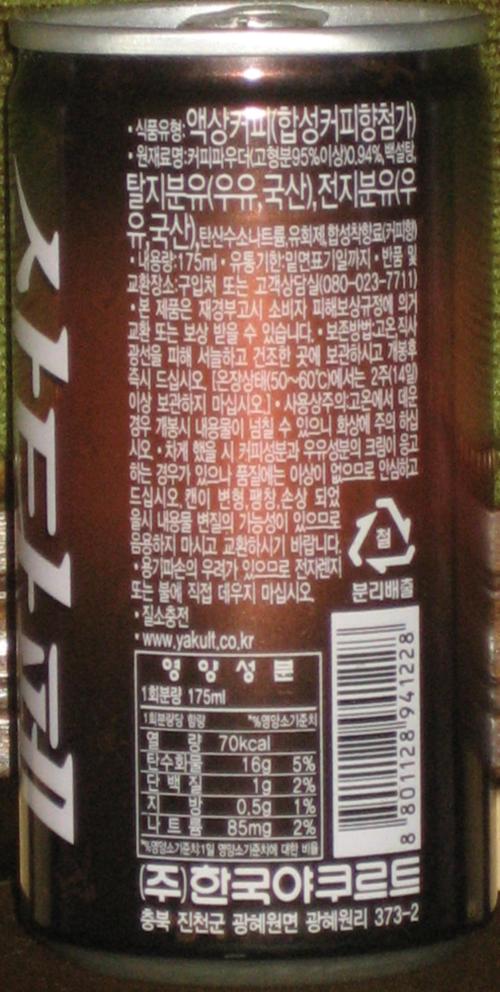 카타페
·식품유형:액상커피(합성커피향첨가)
·원재료명:커피파우더(고형분95%이상)0.94%,백설탕,
탈지분유(우유,국산),전지분유(우
유,국산),탄산수소나트륨,유화제,합성착향료(커피향)
·내용량:175ml·유통기한:밑면표기일까지·반품 및
교환장소:구입처 또는 고객상담실(080-023-7711)
·본 제품은 재경부고시 소비자 피해보상규정에 의거
교환 또는 보상 받을 수 있습니다.·보존방법:고온,직사
광선을 피해 서늘하고 건조한 곳에 보관하시고 개봉후
즉시 드십시오. [온장상태(50~60℃)에서는 2주(14일)
이상 보관하지 마십시오.]·사용상주의:고온에서 데운
경우 개봉시 내용물이 넘칠 수 있으니 화상에 주의 하십
시오.·차게 했을 시 커피성분과 우유성분의 크림이 응고
하는 경우가 있으나 품질에는 이상이 없으므로 안심하고
드십시오. 캔이 변형,팽창,손상 되었
을시 내용물 변질의 가능성이 있으므로
음용하지 마시고 교환하시기 바랍니다.
·용기파손의 우려가 있으므로 전자렌지
또는 불에 직접 데우지 마십시오.
·질소충전
·www.yakult.co.kr
철
분리배출
영 양 성 분
1회분량 175ml
1회분량당 함량 *%영양소기준치
열 량 70kcal
탄수화물 16g 5%
단 백 질 1g 2%
지 방 0.5g 1%
나 트 륨 85mg 2%
*%영양소기준치:1일 영양소기준치에 대한 비율
8 801128 941228
(주)한국야쿠르트
충북 진천군 광혜원면 광혜원리 373-2